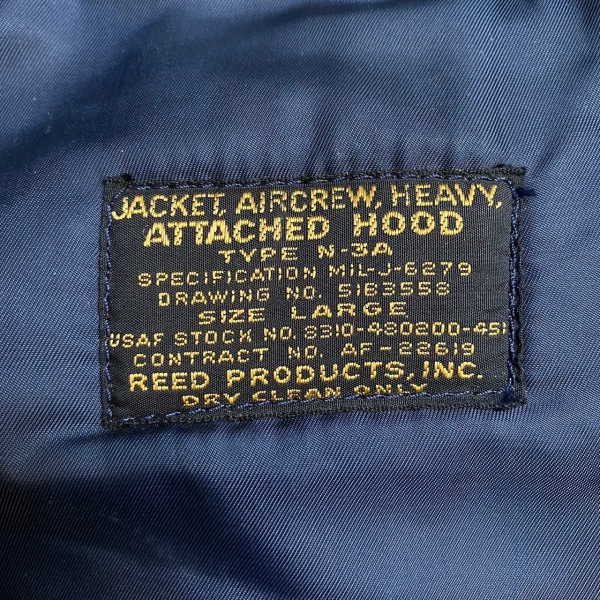 JACKET, AIRCREW, HEAVY,
ATTACHED HOOD
TYPE N-3A
SPECIFICATION MIL-J-6279
DRAWING NO. 51B3558
SIZE LARGE
USAF STOCK NO. 8310-480200-451
CONTRACT NO. AF-22619
REED PRODUCTS, INC.
DRY CLEAN ONLY